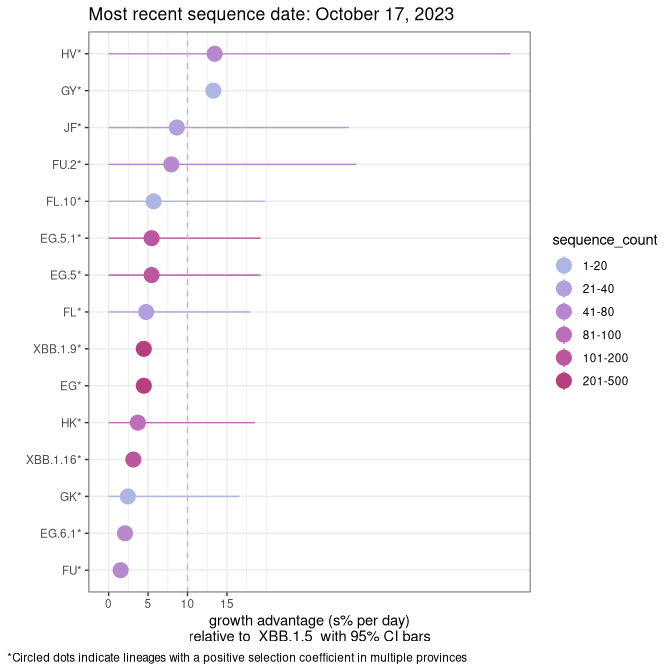 Most recent sequence date: October 17, 2023
HV*
GY*
JF*
FU.2*
FL.10*
EG.5.1*
EG.5*
FL*
XBB.1.9*
EG*
HK*
XBB.1.16*
GK*
EG.6.1*
FU*
0 5 10 15
growth advantage (s% per day)
relative to XBB.1.5 with 95% CI bars
*Circled dots indicate lineages with a positive selection coefficient in multiple provinces
sequence_count
1-20
21-40
41-80
81-100
101-200
201-500